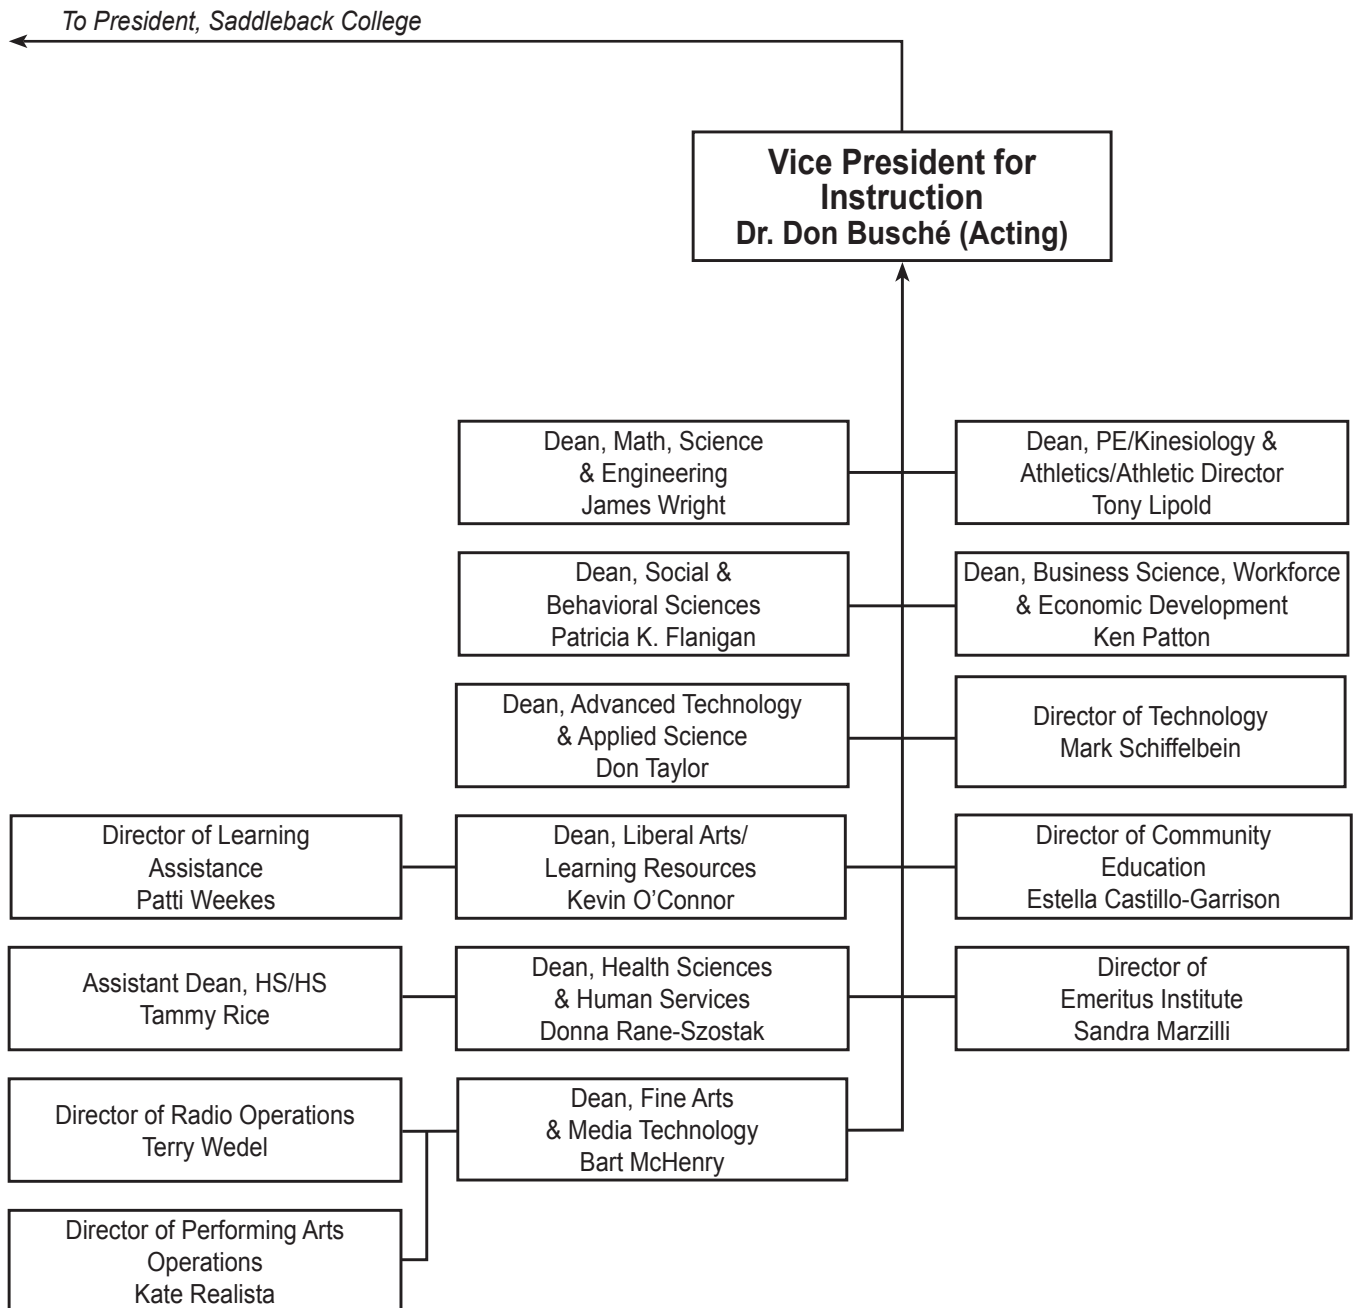 To President, Saddleback College
Vice President for
Instruction
Dr. Don Busché (Acting)
Dean, Math, Science
& Engineering
James Wright
Dean, PE/Kinesiology &
Athletics/Athletic Director
Tony Lipold
Dean, Social &
Behavioral Sciences
Patricia K. Flanigan
Dean, Business Science, Workforce
& Economic Development
Ken Patton
Dean, Advanced Technology
& Applied Science
Don Taylor
Director of Technology
Mark Schiffelbein
Director of Learning
Assistance
Patti Weekes
Dean, Liberal Arts/
Learning Resources
Kevin O’Connor
Director of Community
Education
Estella Castillo-Garrison
Assistant Dean, HS/HS
Tammy Rice
Dean, Health Sciences
& Human Services
Donna Rane-Szostak
Director of
Emeritus Institute
Sandra Marzilli
Director of Radio Operations
Terry Wedel
Dean, Fine Arts
& Media Technology
Bart McHenry
Director of Performing Arts
Operations
Kate Realista